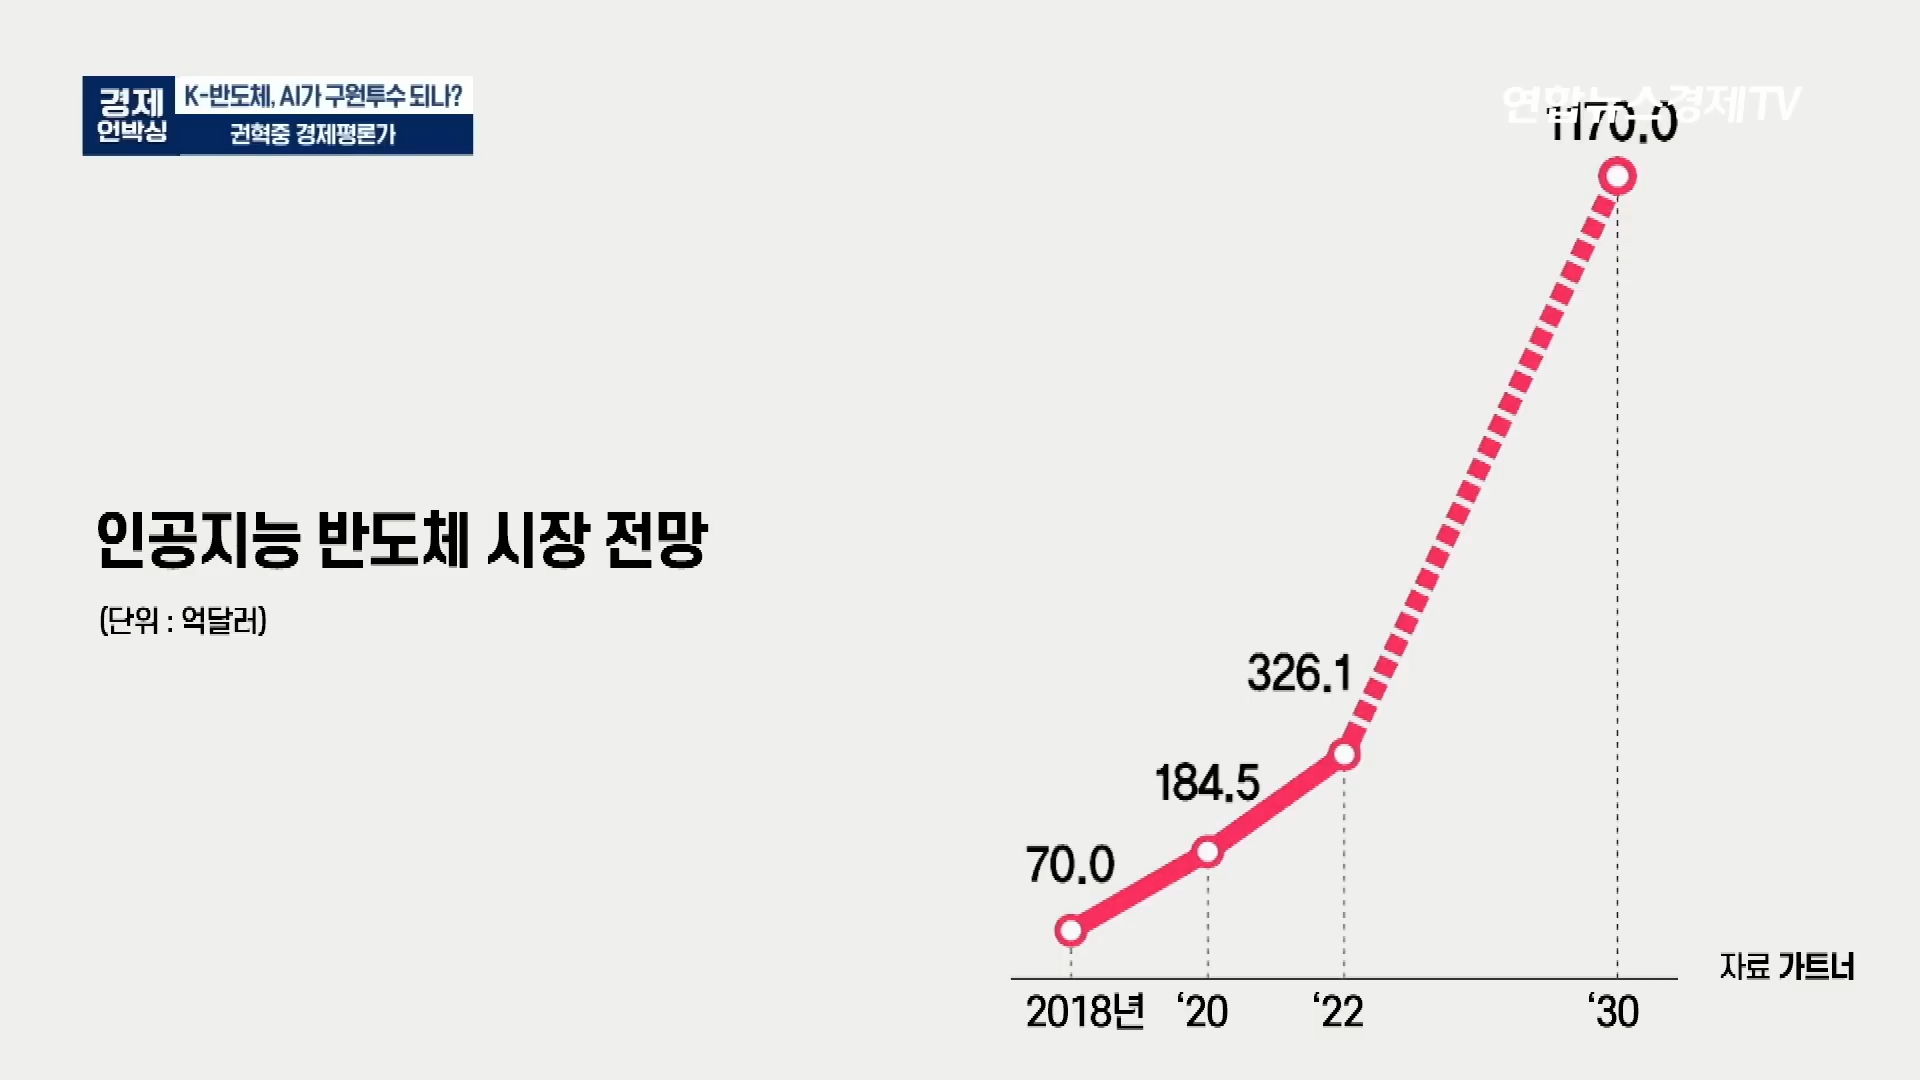 경제
언박싱
K-반도체, AI가 구원투수 되나?
권혁중 경제평론가
연합뉴스경제TV
1170.0
인공지능 반도체 시장 전망
(단위 : 억달러)
326.1
184.5
70.0
자료 가트너
2018년 ‘20 ‘22 ‘30